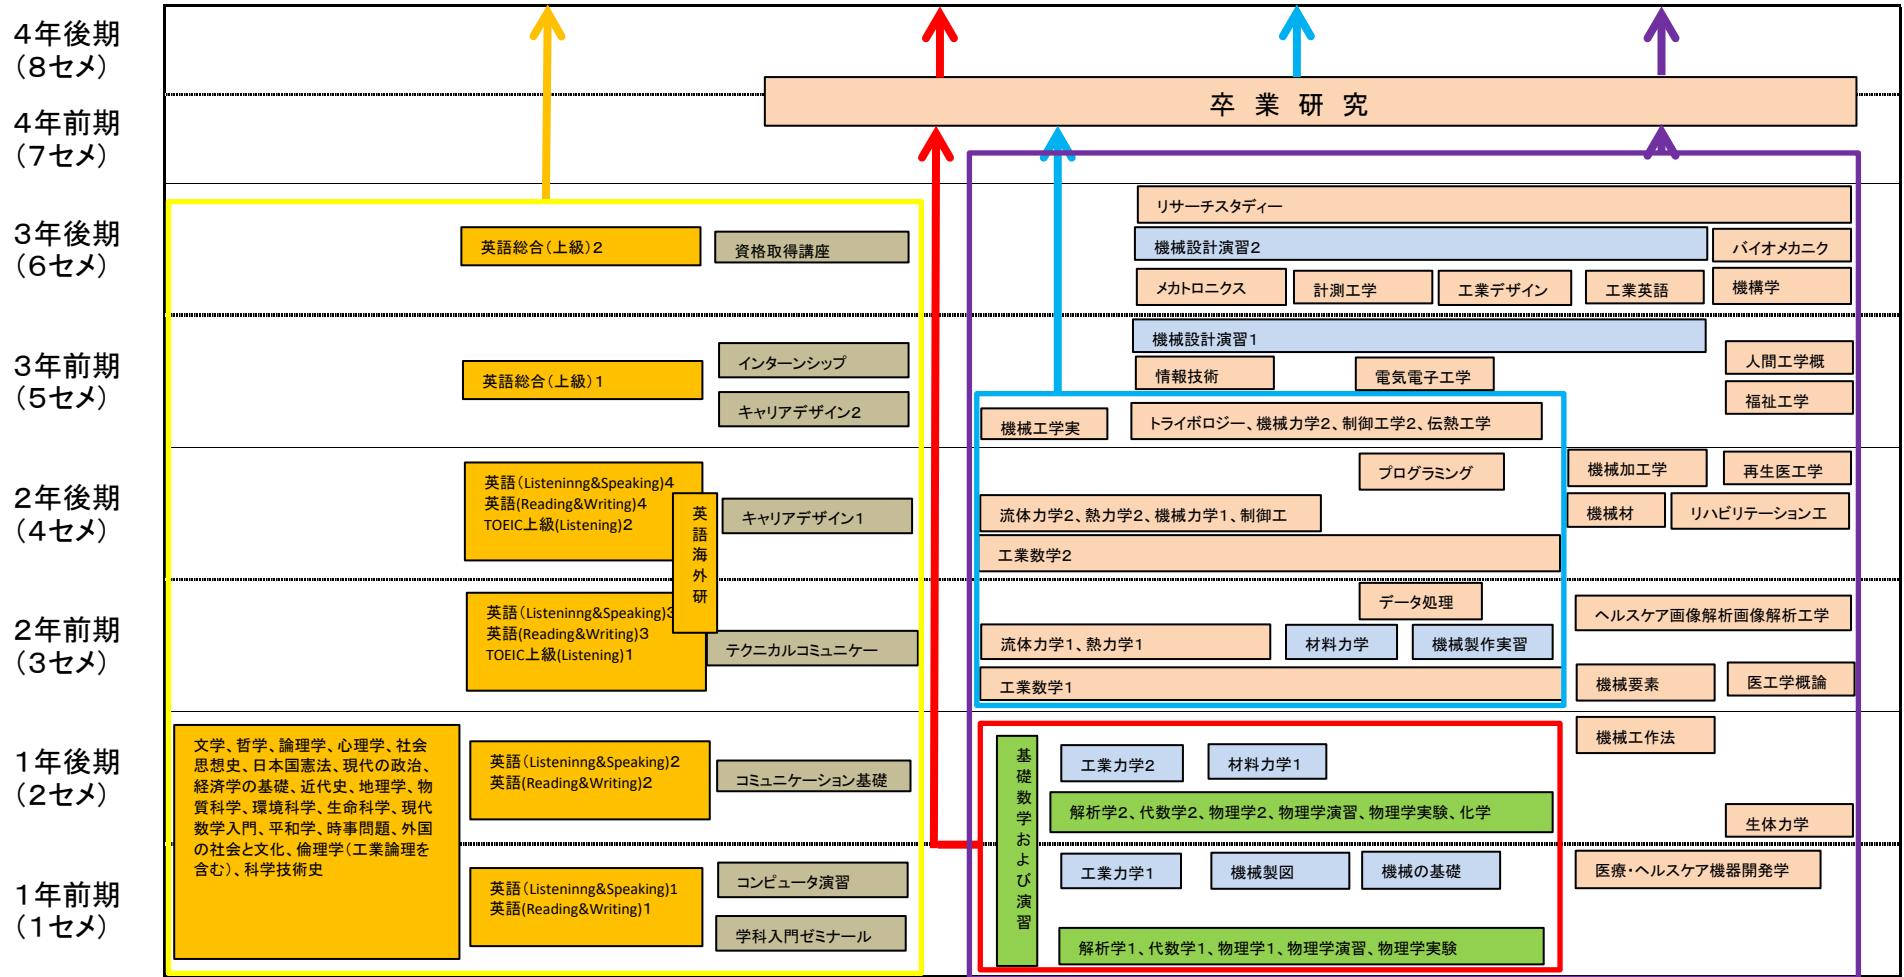 4年後期
(8セメ)
4年前期
(7セメ)
卒 業 研 究
3年後期
(6セメ)
英語総合(上級)2
資格取得講座
リサーチスタディー
機械設計演習2
バイオメカニク
メカトロニクス
計測工学
工業デザイン
工業英語
機構学
3年前期
(5セメ)
英語総合(上級)1
インターンシップ
キャリアデザイン2
機械設計演習1
情報技術
電気電子工学
人間工学概
福祉工学
機械工学実
トライボロジー、機械力学2、制御工学2、伝熱工学
2年後期
(4セメ)
英語(Listeninng&Speaking)4
英語(Reading&Writing)4
TOEIC上級(Listening)2
英語海外研
キャリアデザイン1
プログラミング
機械加工学
再生医工学
流体力学2、熱力学2、機械力学1、制御工
機械材
リハビリテーションエ
工業数学2
2年前期
(3セメ)
英語(Listeninng&Speaking)3
英語(Reading&Writing)3
TOEIC上級(Listening)1
テクニカルコミュニケー
データ処理
ヘルスケア画像解析画像解析工学
流体力学1、熱力学1
材料力学
機械製作実習
工業数学1
機械要素
医工学概論
1年後期
(2セメ)
文学、哲学、論理学、心理学、社会
思想史、日本国憲法、現代の政治、
経済学の基礎、近代史、地理学、物
質科学、環境科学、生命科学、現代
数学入門、平和学、時事問題、外国
の社会と文化、倫理学(工業論理を
含む)、科学技術史
英語(Listeninng&Speaking)2
英語(Reading&Writing)2
コミュニケーション基礎
基礎数学および演習
工業力学2
材料力学1
機械工作法
解析学2、代数学2、物理学2、物理学演習、物理学実験、化学
生体力学
1年前期
(1セメ)
英語(Listeninng&Speaking)1
英語(Reading&Writing)1
コンピュータ演習
学科入門ゼミナール
工業力学1
機械製図
機械の基礎
医療・ヘルスケア機器開発学
解析学1、代数学1、物理学1、物理学演習、物理学実験